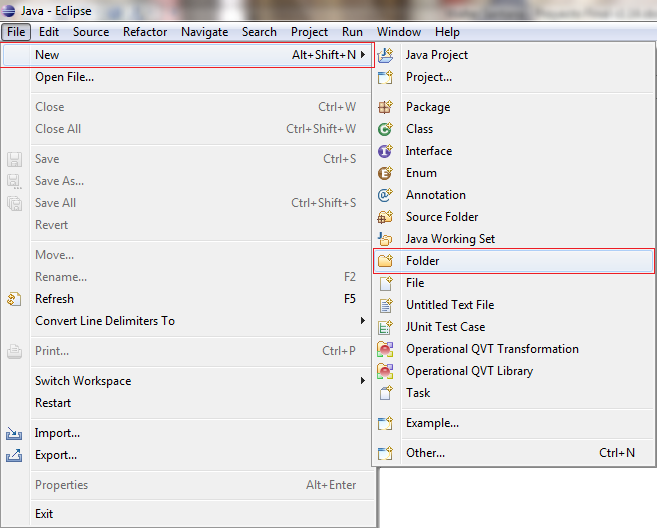 Java - Eclipse
File Edit Source Refactor Navigate Search Project Run Window Help
New Alt+Shift+N
Open File...
Close Ctrl+W
Close All Ctrl+Shift+W
Save Ctrl+S
Save As...
Save All Ctrl+Shift+S
Revert
Move...
Rename... F2
Refresh F5
Convert Line Delimiters To
Print... Ctrl+P
Switch Workspace
Restart
Import...
Export...
Properties Alt+Enter
Exit
Java Project
Project...
Package
Class
Interface
Enum
Annotation
Source Folder
Java Working Set
Folder
File
Untitled Text File
JUnit Test Case
Operational QVT Transformation
Operational QVT Library
Task
Example...
Other... Ctrl+N